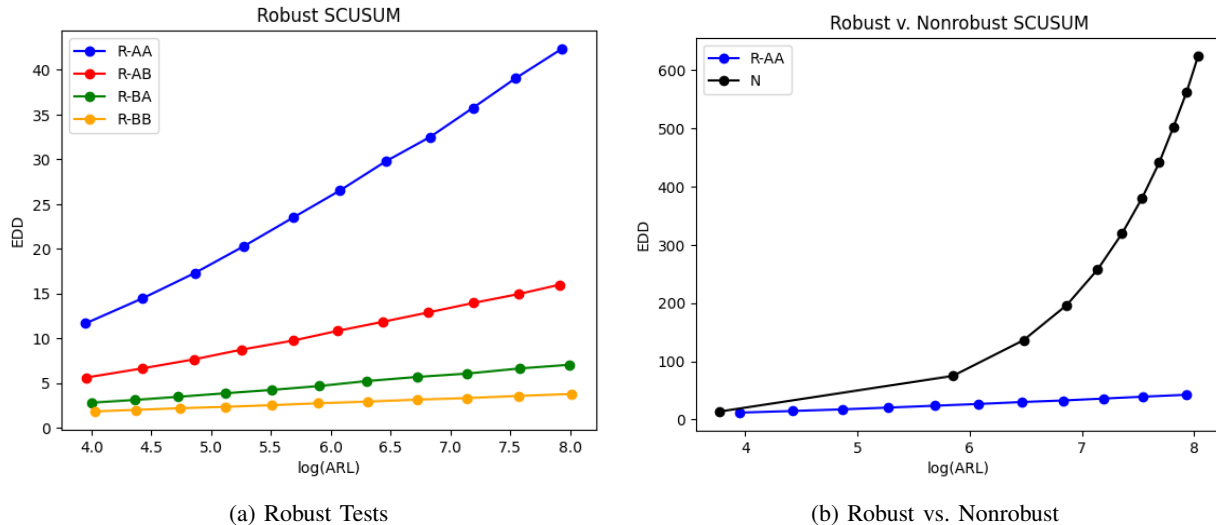 Robust SCUSUM
R-AA
R-AB
R-BA
R-BB
EDD
40
35
30
25
20
15
10
5
0
4.0 4.5 5.0 5.5 6.0 6.5 7.0 7.5 8.0
log(ARL)
(a) Robust Tests
Robust v. Nonrobust SCUSUM
R-AA
N
EDD
600
500
400
300
200
100
0
4 5 6 7 8
log(ARL)
(b) Robust vs. Nonrobust